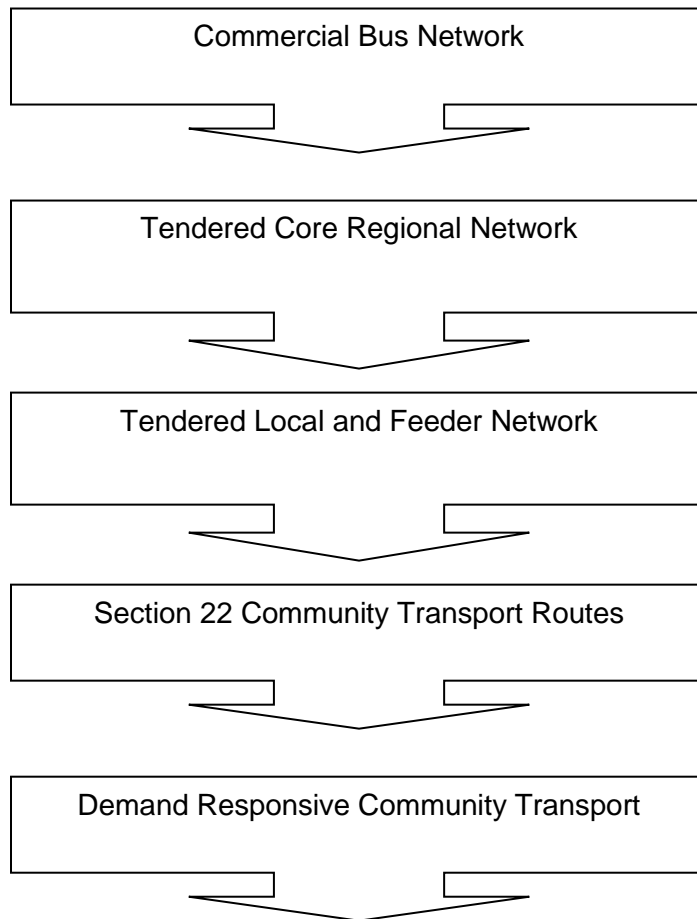 Commercial Bus Network
Tendered Core Regional Network
Tendered Local and Feeder Network
Section 22 Community Transport Routes
Demand Responsive Community Transport